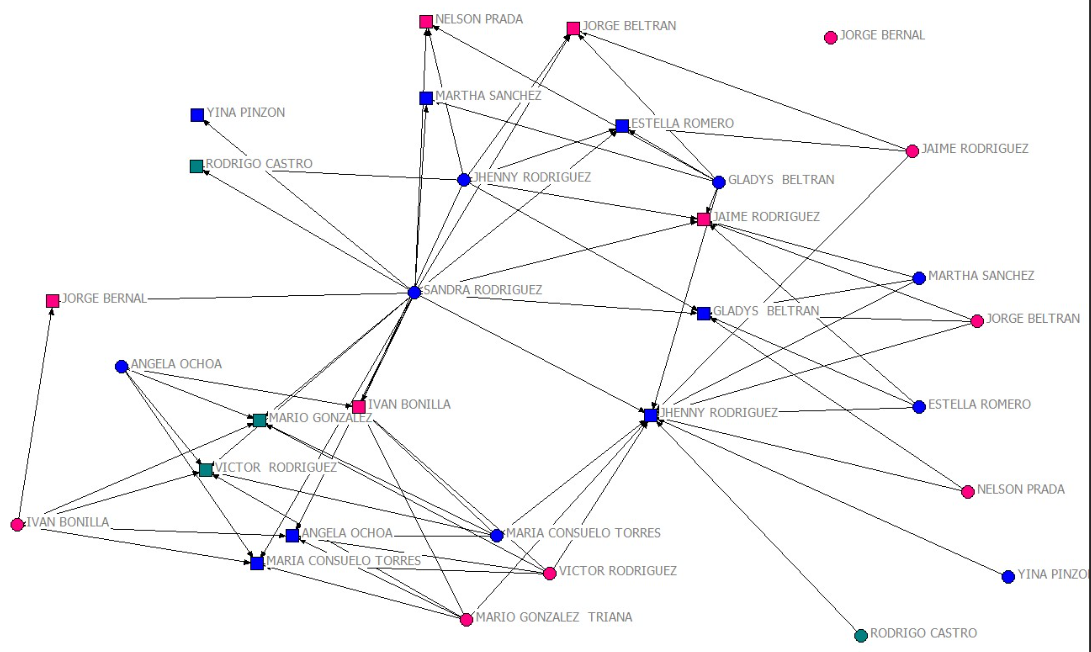 NELSON PRADA
JORGE BELTRAN
JORGE BERNAL
MARTHA SANCHEZ
YINA PINZON
ESTELLA ROMERO
JAIME RODRIGUEZ
RODRIGO CASTRO
JHENNY RODRIGUEZ
GLADYS BELTRAN
JAIME RODRIGUEZ
MARTHA SANCHEZ
SANDRA RODRIGUEZ
JORGE BERNAL
GLADYS BELTRAN
JORGE BELTRAN
ANGELA OCHOA
IVAN BONILLA
ESTELLA ROMERO
JHENNY RODRIGUEZ
MARIO GONZALEZ
VICTOR RODRIGUEZ
NELSON PRADA
IVAN BONILLA
ANGELA OCHOA
MARIA CONSUELO TORRES
MARIA CONSUELO TORRES
VICTOR RODRIGUEZ
YINA PINZO
MARIO GONZALEZ TRIANA
RODRIGO CASTRO